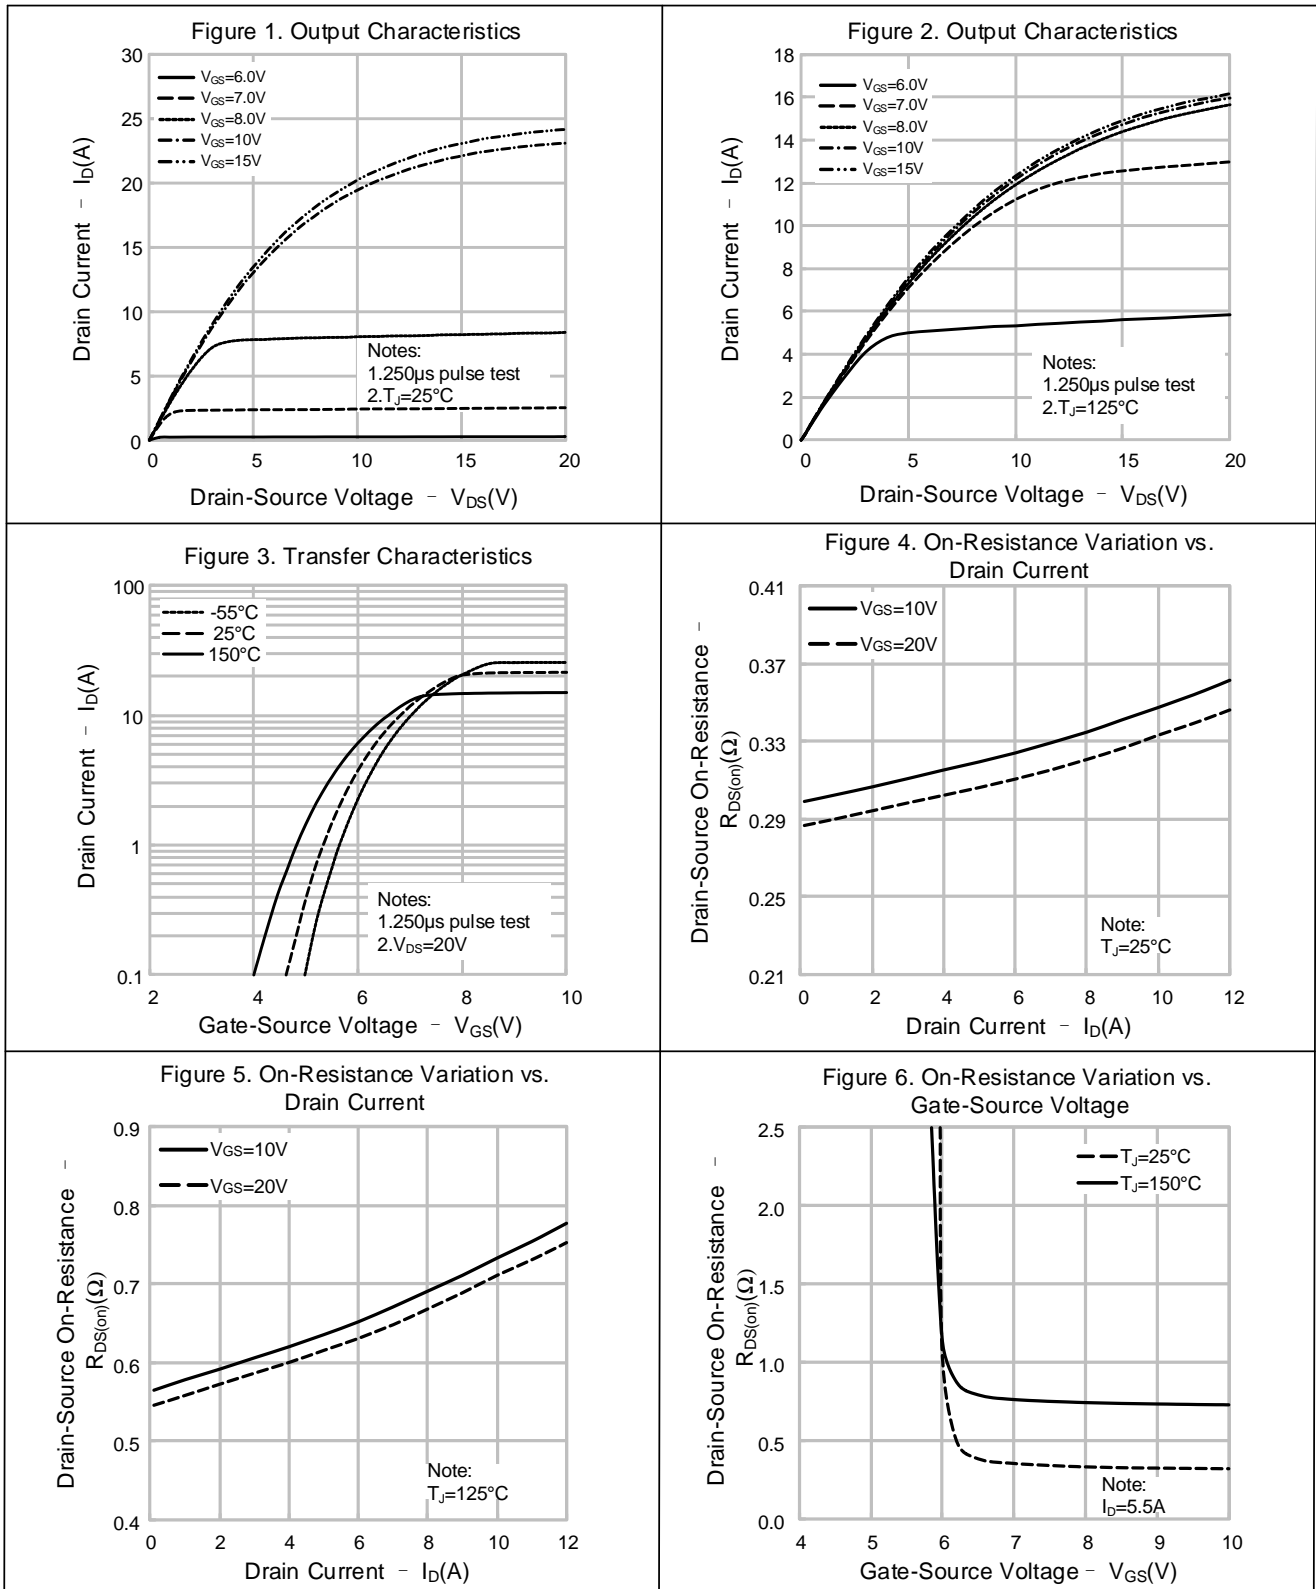 Figure 1. Output Characteristics
Drain Current － ID(A)
30
25
20
15
10
5
0
VGS=6.0V
VGS=7.0V
VGS=8.0V
VGS=10V
VGS=15V
Notes:
1.250µs pulse test
2.TJ=25°C
0 5 10 15 20
Drain-Source Voltage － VDS(V)
Figure 2. Output Characteristics
Drain Current － ID(A)
18
16
14
12
10
8
6
4
2
0
VGS=6.0V
VGS=7.0V
VGS=8.0V
VGS=10V
VGS=15V
Notes:
1.250µs pulse test
2.TJ=125°C
0 5 10 15 20
Drain-Source Voltage － VDS(V)
Figure 3. Transfer Characteristics
Drain Current － ID(A)
100
10
1
0.1
-55°C
25°C
150°C
Notes:
1.250µs pulse test
2.VDS=20V
2 4 6 8 10
Gate-Source Voltage － VGS(V)
Figure 4. On-Resistance Variation vs.
Drain Current
Drain-Source On-Resistance －
RDS(on)(Ω)
0.41
0.37
0.33
0.29
0.25
0.21
VGS=10V
VGS=20V
Note:
TJ=25°C
0 2 4 6 8 10 12
Drain Current － ID(A)
Figure 5. On-Resistance Variation vs.
Drain Current
Drain-Source On-Resistance －
RDS(on)(Ω)
0.9
0.8
0.7
0.6
0.5
0.4
VGS=10V
VGS=20V
Note:
TJ=125°C
0 2 4 6 8 10 12
Drain Current － ID(A)
Figure 6. On-Resistance Variation vs.
Gate-Source Voltage
Drain-Source On-Resistance －
RDS(on)(Ω)
2.5
2.0
1.5
1.0
0.5
0.0
TJ=25°C
TJ=150°C
Note:
ID=5.5A
4 5 6 7 8 9 10
Gate-Source Voltage － VGS(V)